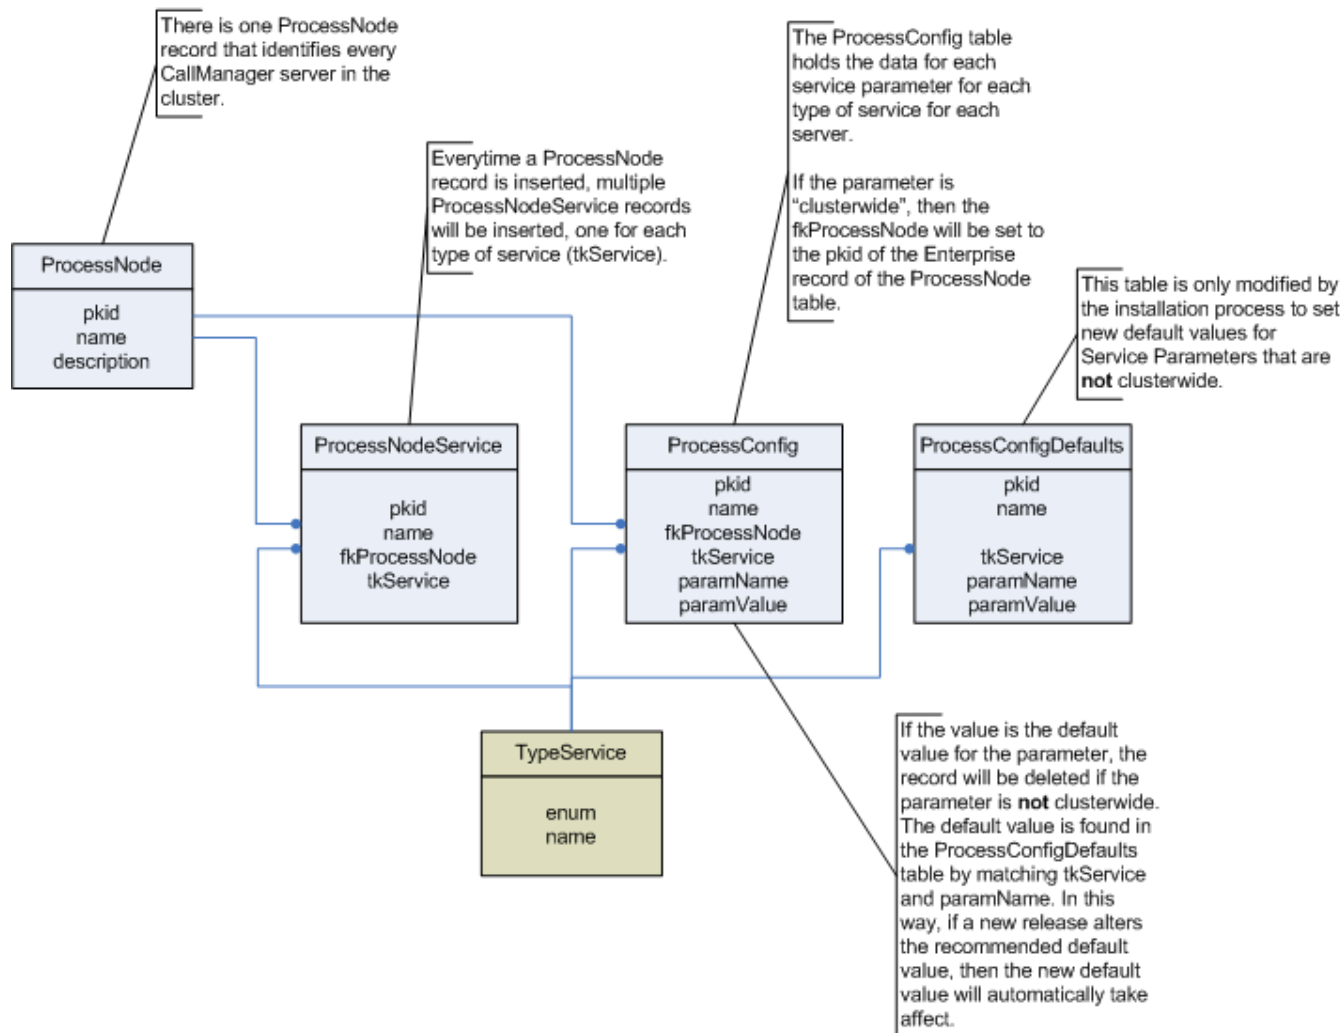 There is one ProcessNode
record that identifies every
CallManager server in the
cluster.
The ProcessConfig table
holds the data for each
service parameter for each
type of service for each
server.
If the parameter is
“clusterwide”, then the
fkProcessNode will be set to
the pkid of the Enterprise
record of the ProcessNode
table.
Everytime a ProcessNode
record is inserted, multiple
ProcessNodeService records
will be inserted, one for each
type of service (tkService).
This table is only modified by
the installation process to set
new default values for
Service Parameters that are
not clusterwide.
ProcessNode
pkid
name
description
ProcessNodeService
pkid
name
fkProcessNode
tkService
ProcessConfig
pkid
name
fkProcessNode
tkService
paramName
paramValue
ProcessConfigDefaults
pkid
name
tkService
paramName
paramValue
TypeService
enum
name
If the value is the default
value for the parameter, the
record will be deleted if the
parameter is not clusterwide.
The default value is found in
the ProcessConfigDefaults
table by matching tkService
and paramName. In this
way, if a new release alters
the recommended default
value, then the new default
value will automatically take
affect.